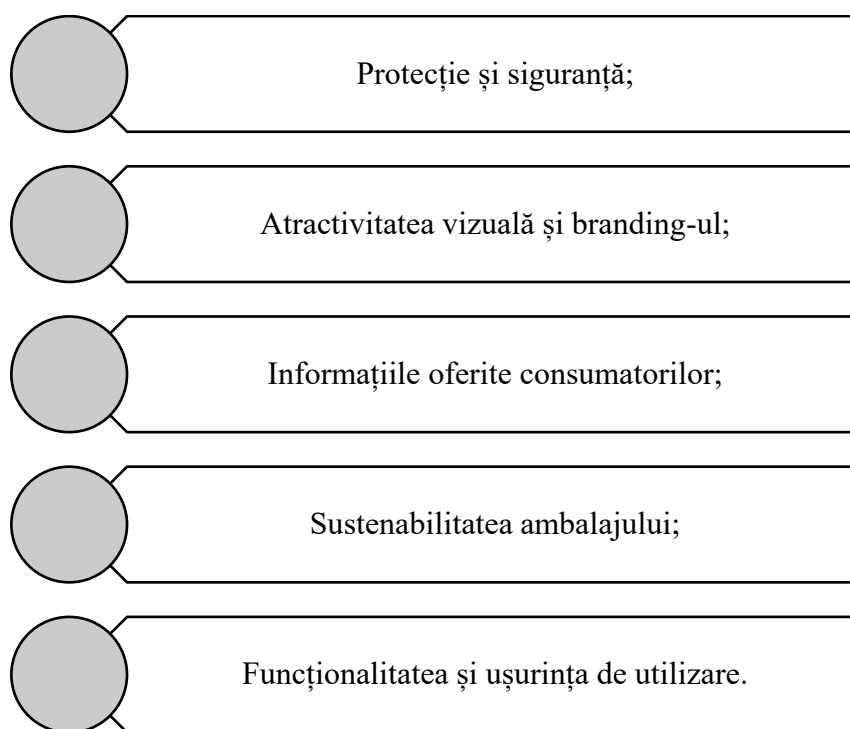 Protecție și siguranță;
Atractivitatea vizuală și branding-ul;
Informațiile oferite consumatorilor;
Sustenabilitatea ambalajului;
Funcționalitatea și ușurința de utilizare.